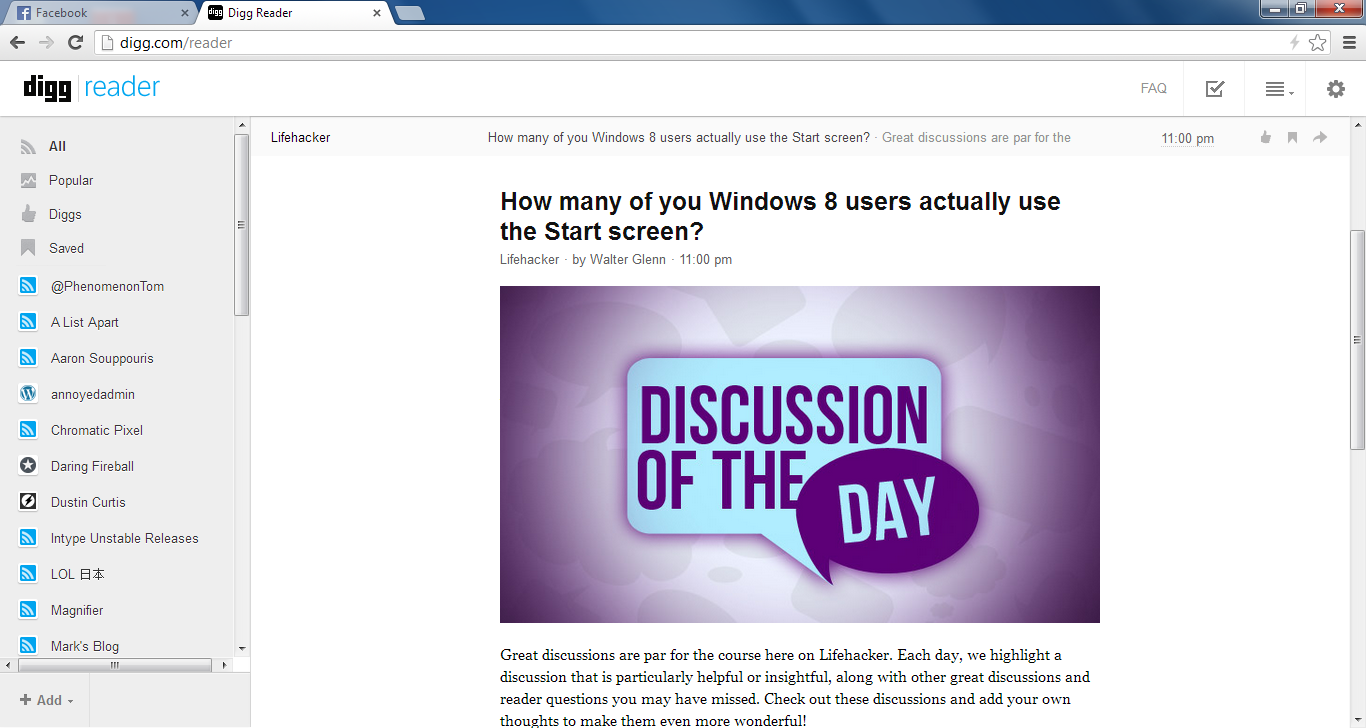 Facebook
digg Digg Reader
digg.com/reader
digg reader
FAQ
All
Popular
Diggs
Saved
@PhenomenonTom
A List Apart
Aaron Souppouris
annoyedadmin
Chromatic Pixel
Daring Fireball
Dustin Curtis
Intype Unstable Releases
LOL 日本
Magnifier
Mark's Blog
+ Add
Lifehacker How many of you Windows 8 users actually use the Start screen? · Great discussions are par for the 11:00 pm
How many of you Windows 8 users actually use
the Start screen?
Lifehacker · by Walter Glenn · 11:00 pm
DISCUSSION
OF THE
DAY
Great discussions are par for the course here on Lifehacker. Each day, we highlight a
discussion that is particularly helpful or insightful, along with other great discussions and
reader questions you may have missed. Check out these discussions and add your own
thoughts to make them even more wonderful!